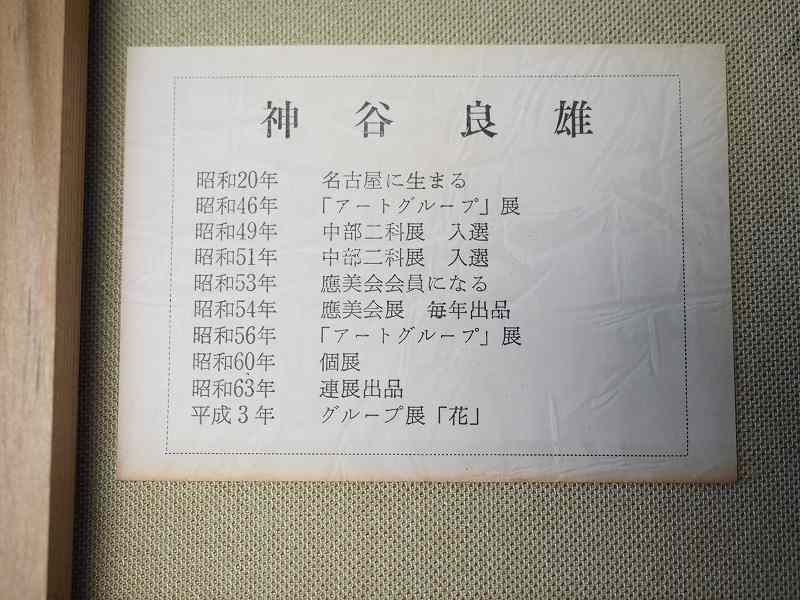 神谷良雄
昭和20年 名古屋に生まる
昭和46年 「アートグループ」展
昭和49年 中部二科展 入選
昭和51年 中部二科展 入選
昭和53年 應美会会員になる
昭和54年 應美会展 毎年出品
昭和56年 「アートグループ」展
昭和60年 個展
昭和63年 連展出品
平成3年 グループ展「花」